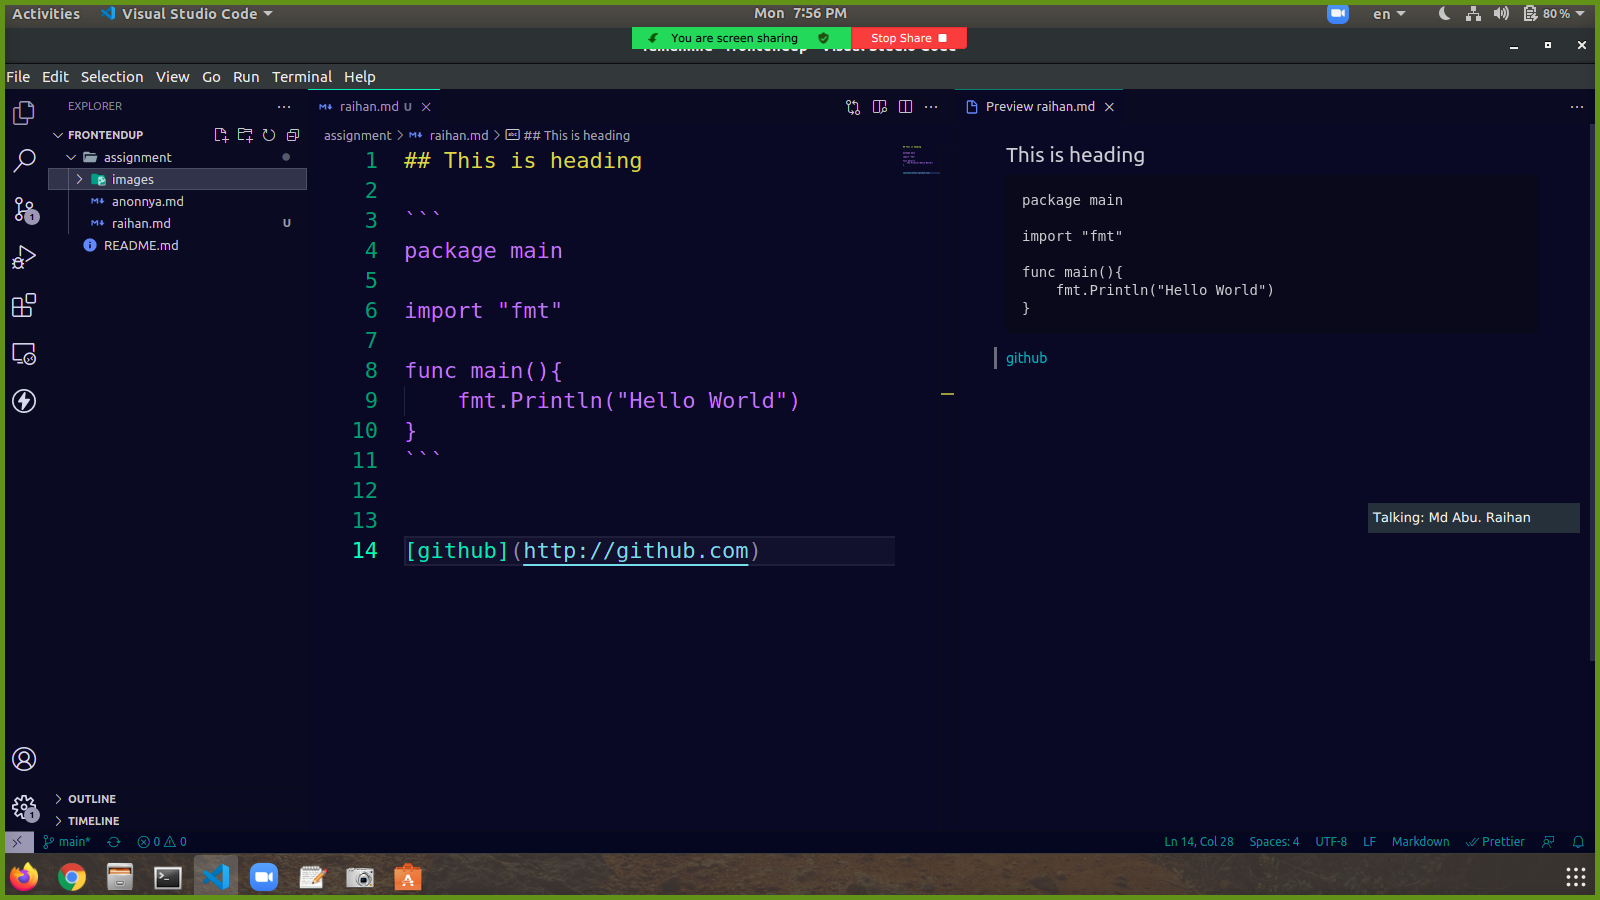 Activities
Visual Studio Code
Mon 7:56 PM
en
80 %
You are screen sharing
Stop Share
File Edit Selection View Go Run Terminal Help
EXPLORER
FRONTENDUP
assignment
images
anonnya.md
raihan.md U
README.md
OUTLINE
TIMELINE
raihan.md U
assignment > raihan.md > ## This is heading
1 ## This is heading
2
3 ```
4 package main
5
6 import "fmt"
7
8 func main(){
9     fmt.Println("Hello World")
10 }
11 ```
12
13
14 [github](http://github.com)
Preview raihan.md
This is heading
package main
import "fmt"
func main(){
    fmt.Println("Hello World")
}
github
Talking: Md Abu. Raihan
1
1
main*
0 0
Ln 14, Col 28 Spaces: 4 UTF-8 LF Markdown Prettier